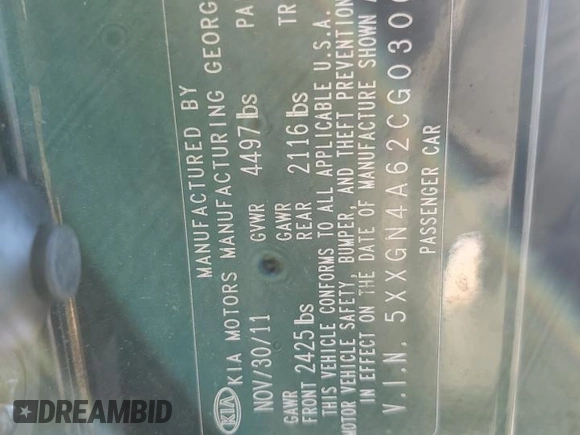 MANUFACTURED BY
KIA KIA MOTORS MANUFACTURING GEORG
NOV/30/11 GVWR 4497 lbs PA
GAWR GAWR TR
FRONT 2425 lbs REAR 2116 lbs
THIS VEHICLE CONFORMS TO ALL APPLICABLE U.S.A.
MOTOR VEHICLE SAFETY, BUMPER, AND THEFT PREVENTION
IN EFFECT ON THE DATE OF MANUFACTURE SHOWN
V.I.N. 5XXGN4A62CG030
PASSENGER CAR
DREAMBID